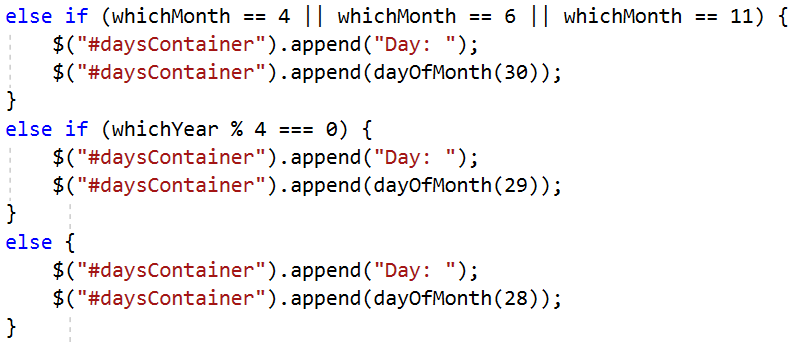 else if (whichMonth == 4 || whichMonth == 6 || whichMonth == 11) {
    $("#daysContainer").append("Day: ");
    $("#daysContainer").append(dayOfMonth(30));
}
else if (whichYear % 4 === 0) {
    $("#daysContainer").append("Day: ");
    $("#daysContainer").append(dayOfMonth(29));
}
else {
    $("#daysContainer").append("Day: ");
    $("#daysContainer").append(dayOfMonth(28));
}